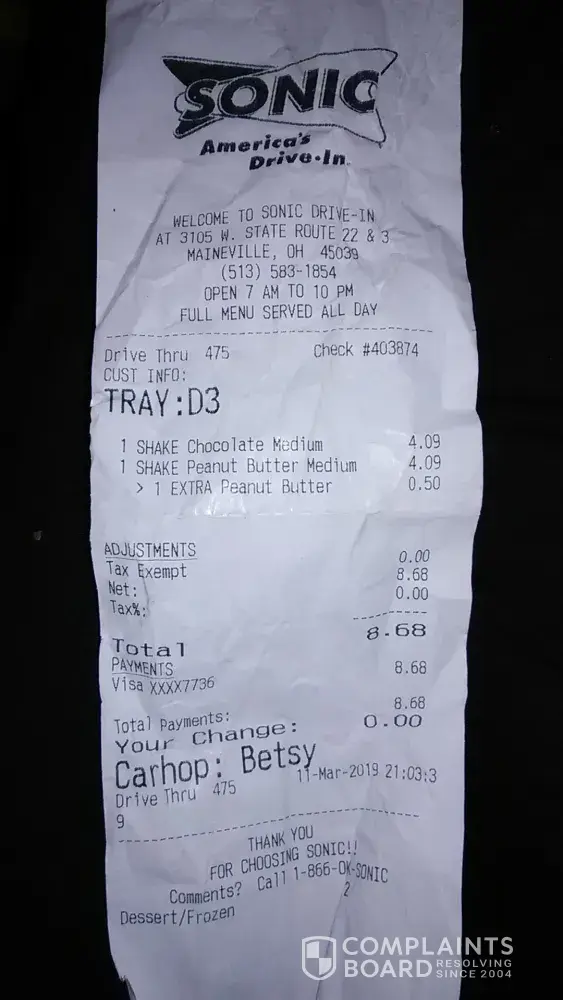 SONIC
America's
Drive-In
WELCOME TO SONIC DRIVE-IN
AT 3105 W. STATE ROUTE 22 & 3
MAINEVILLE, OH 45039
(513) 583-1854
OPEN 7 AM TO 10 PM
FULL MENU SERVED ALL DAY
Drive Thru 475 Check #403874
CUST INFO:
TRAY:D3
1 SHAKE Chocolate Medium 4.09
1 SHAKE Peanut Butter Medium 4.09
> 1 EXTRA Peanut Butter 0.50
ADJUSTMENTS
Tax Exempt 0.00
Net: 8.68
Tax%: 0.00
Total 8.68
PAYMENTS
Visa XXXX7736 8.68
Total Payments: 8.68
Your Change: 0.00
Carhop: Betsy
Drive Thru 475 11-Mar-2019 21:03:3
9
THANK YOU
FOR CHOOSING SONIC!!
Comments? Call 1-866-OK-SONIC
2
Dessert/Frozen
COMPLAINTS
BOARD RESOLVING
SINCE 2004